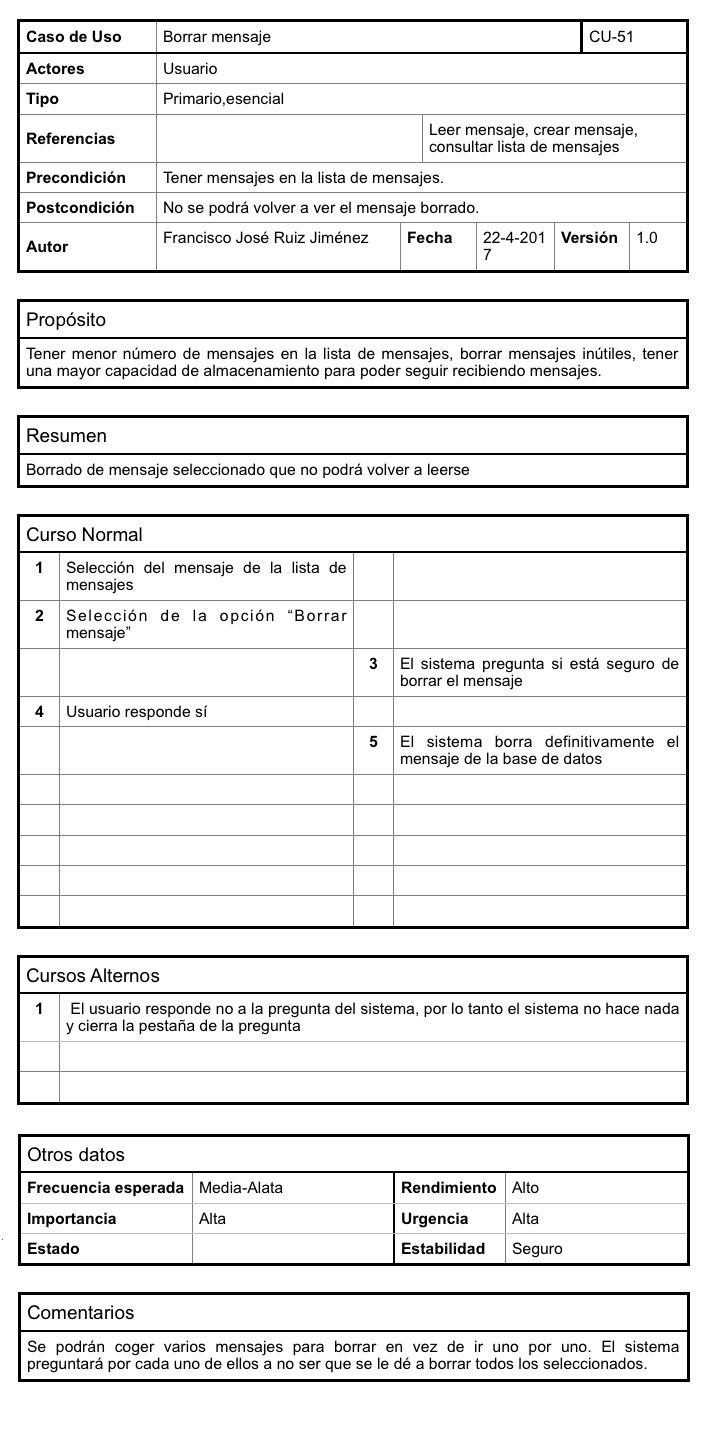 Caso de Uso Borrar mensaje CU-51
Actores Usuario
Tipo Primario,esencial
Referencias Leer mensaje, crear mensaje,
consultar lista de mensajes
Precondición Tener mensajes en la lista de mensajes.
Postcondición No se podrá volver a ver el mensaje borrado.
Autor Francisco José Ruiz Jiménez Fecha 22-4-201 Versión 1.0
7
Propósito
Tener menor número de mensajes en la lista de mensajes, borrar mensajes inútiles, tener
una mayor capacidad de almacenamiento para poder seguir recibiendo mensajes.
Resumen
Borrado de mensaje seleccionado que no podrá volver a leerse
Curso Normal
1 Selección del mensaje de la lista de
mensajes
2 Selección de la opción “Borrar
mensaje”
3 El sistema pregunta si está seguro de
borrar el mensaje
4 Usuario responde sí
5 El sistema borra definitivamente el
mensaje de la base de datos
Cursos Alternos
1 El usuario responde no a la pregunta del sistema, por lo tanto el sistema no hace nada
y cierra la pestaña de la pregunta
Otros datos
Frecuencia esperada Media-Alata Rendimiento Alto
Importancia Alta Urgencia Alta
Estado Estabilidad Seguro
Comentarios
Se podrán coger varios mensajes para borrar en vez de ir uno por uno. El sistema
preguntará por cada uno de ellos a no ser que se le dé a borrar todos los seleccionados.